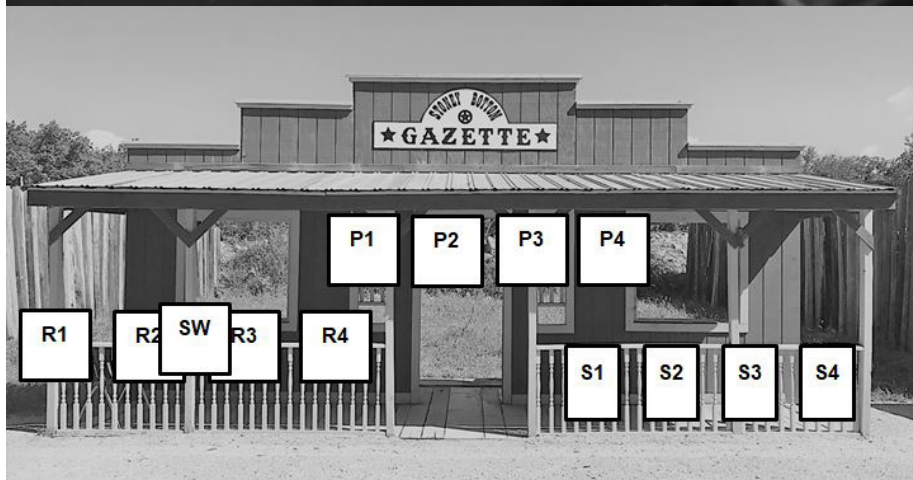 STONEY BOTTOM
GAZETTE
P1 P2 P3 P4
R1 R2 SW R3 R4
S1 S2 S3 S4